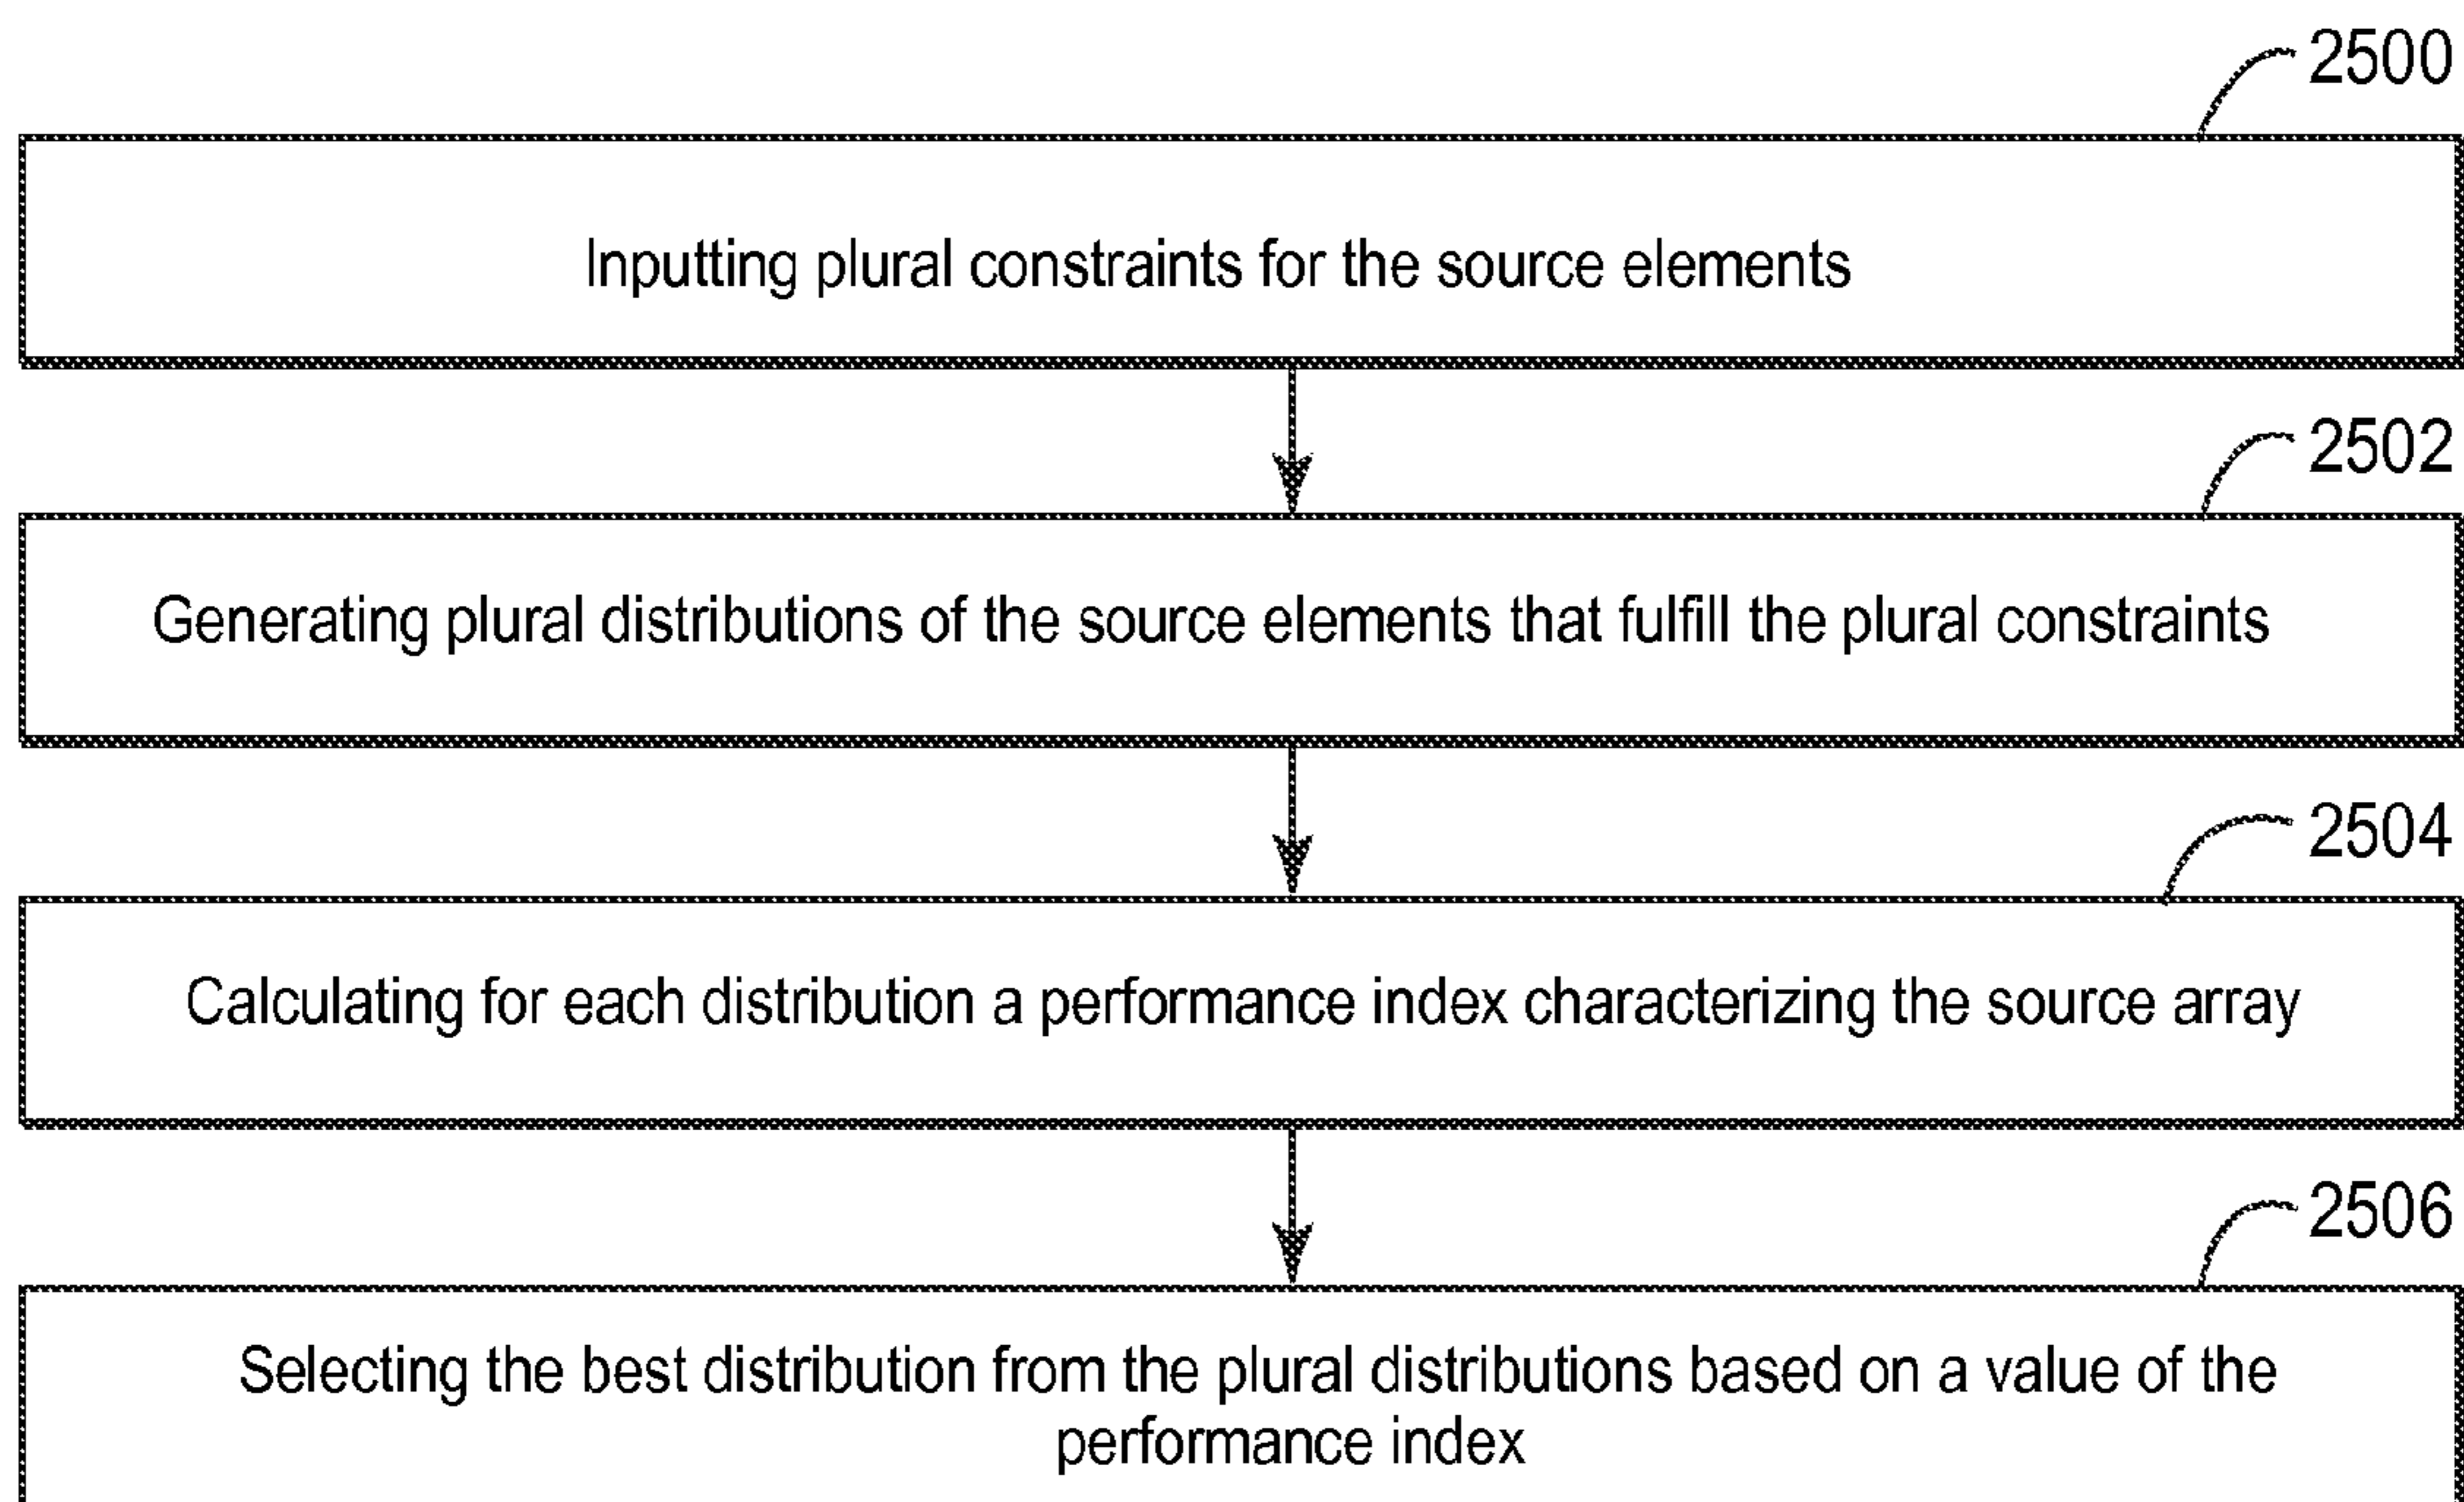 2500
Inputting plural constraints for the source elements
2502
Generating plural distributions of the source elements that fulfill the plural constraints
2504
Calculating for each distribution a performance index characterizing the source array
2506
Selecting the best distribution from the plural distributions based on a value of the
performance index